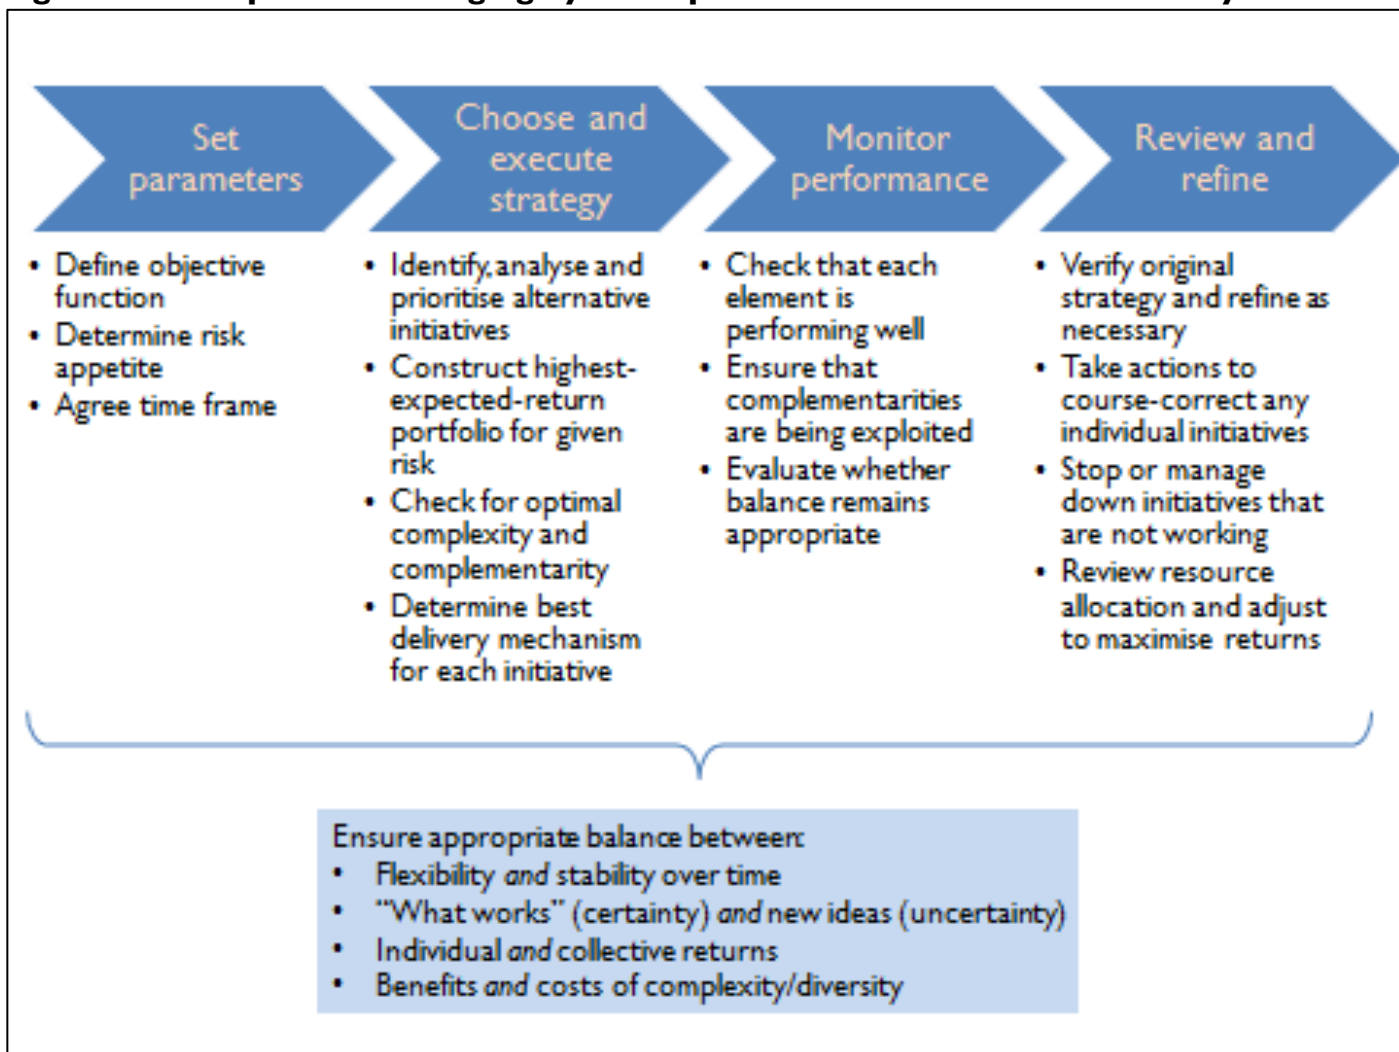 Set
parameters
Choose and
execute
strategy
Monitor
performance
Review and
refine
• Define objective
function
• Determine risk
appetite
• Agree time frame
• Identify, analyse and
prioritise alternative
initiatives
• Construct highest-
expected-return
portfolio for given
risk
• Check for optimal
complexity and
complementarity
• Determine best
delivery mechanism
for each initiative
• Check that each
element is
performing well
• Ensure that
complementarities
are being exploited
• Evaluate whether
balance remains
appropriate
• Verify original
strategy and refine as
necessary
• Take actions to
course-correct any
individual initiatives
• Stop or manage
down initiatives that
are not working
• Review resource
allocation and adjust
to maximise returns
Ensure appropriate balance between:
• Flexibility and stability over time
• "What works" (certainty) and new ideas (uncertainty)
• Individual and collective returns
• Benefits and costs of complexity/diversity